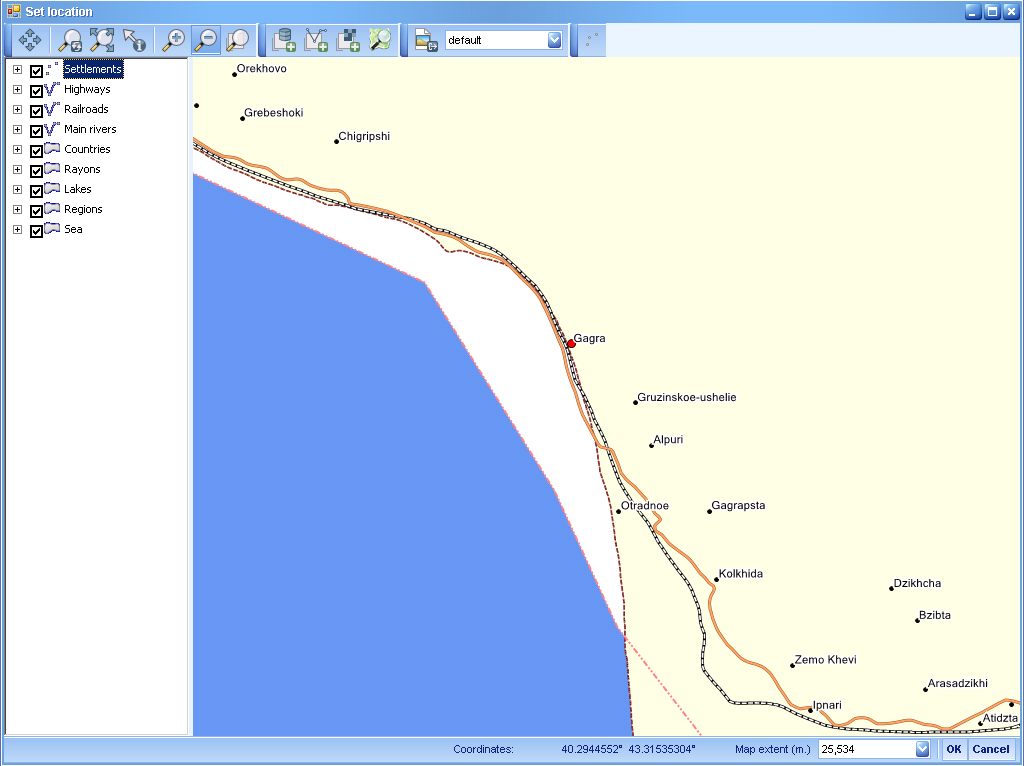 Set location
default
Settlements
Highways
Railroads
Main rivers
Countries
Rayons
Lakes
Regions
Sea
Orekhovo
Grebeshoki
Chigripshi
Gagra
Gruzinskoe-ushelie
Alpuri
Otradnoe
Gagrapsta
Kolkhida
Dzikhcha
Bzibta
Zemo Khevi
Arasadzikhi
Ipnari
Atidzta
Coordinates: 40.2944552° 43.31535304° Map extent (m.) 25,534 OK Cancel